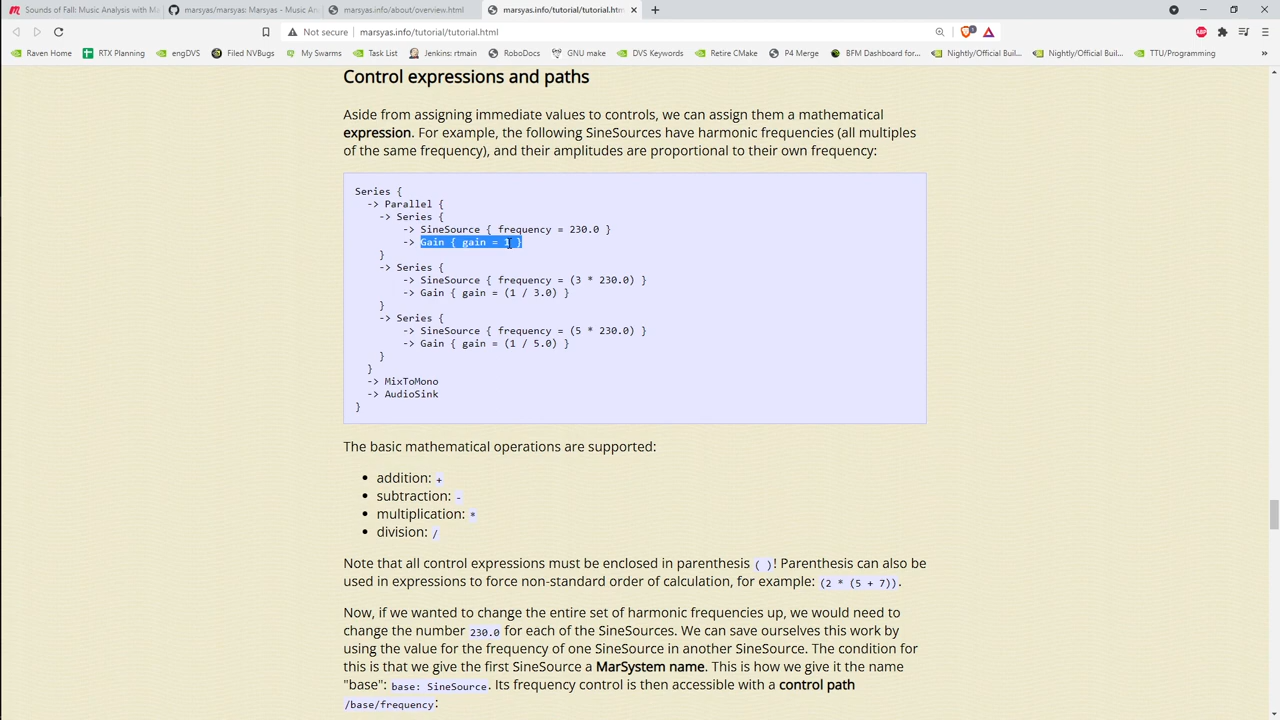 Sounds of Fall: Music Analysis with Ma
marsyas/marsyas: Marsyas - Music An
marsyas.info/about/overview.html
marsyas.info/tutorial/tutorial.htm
Not secure
marsyas.info/tutorial/tutorial.html
Raven Home
RTX Planning
engDVS
Filed NVBugs
My Swarms
Task List
Jenkins: rtmain
RoboDocs
GNU make
DVS Keywords
Retire CMake
P4 Merge
BFM Dashboard for...
Nightly/Official Buil...
Nightly/Official Buil...
TTU/Programming
Control expressions and paths
Aside from assigning immediate values to controls, we can assign them a mathematical
expression. For example, the following SineSources have harmonic frequencies (all multiples
of the same frequency), and their amplitudes are proportional to their own frequency:
Series {
-> Parallel {
-> Series {
-> SineSource { frequency = 230.0 }
-> Gain { gain = 1 }
}
-> Series {
-> SineSource { frequency = (3 * 230.0) }
-> Gain { gain = (1 / 3.0) }
}
-> Series {
-> SineSource { frequency = (5 * 230.0) }
-> Gain { gain = (1 / 5.0) }
}
}
-> MixToMono
-> AudioSink
}
The basic mathematical operations are supported:
• addition: +
• subtraction: -
• multiplication: *
• division: /
Note that all control expressions must be enclosed in parenthesis ( )! Parenthesis can also be
used in expressions to force non-standard order of calculation, for example: (2 * (5 + 7)).
Now, if we wanted to change the entire set of harmonic frequencies up, we would need to
change the number 230.0 for each of the SineSources. We can save ourselves this work by
using the value for the frequency of one SineSource in another SineSource. The condition for
this is that we give the first SineSource a MarSystem name. This is how we give it the name
"base": base: SineSource. Its frequency control is then accessible with a control path
/base/frequency: